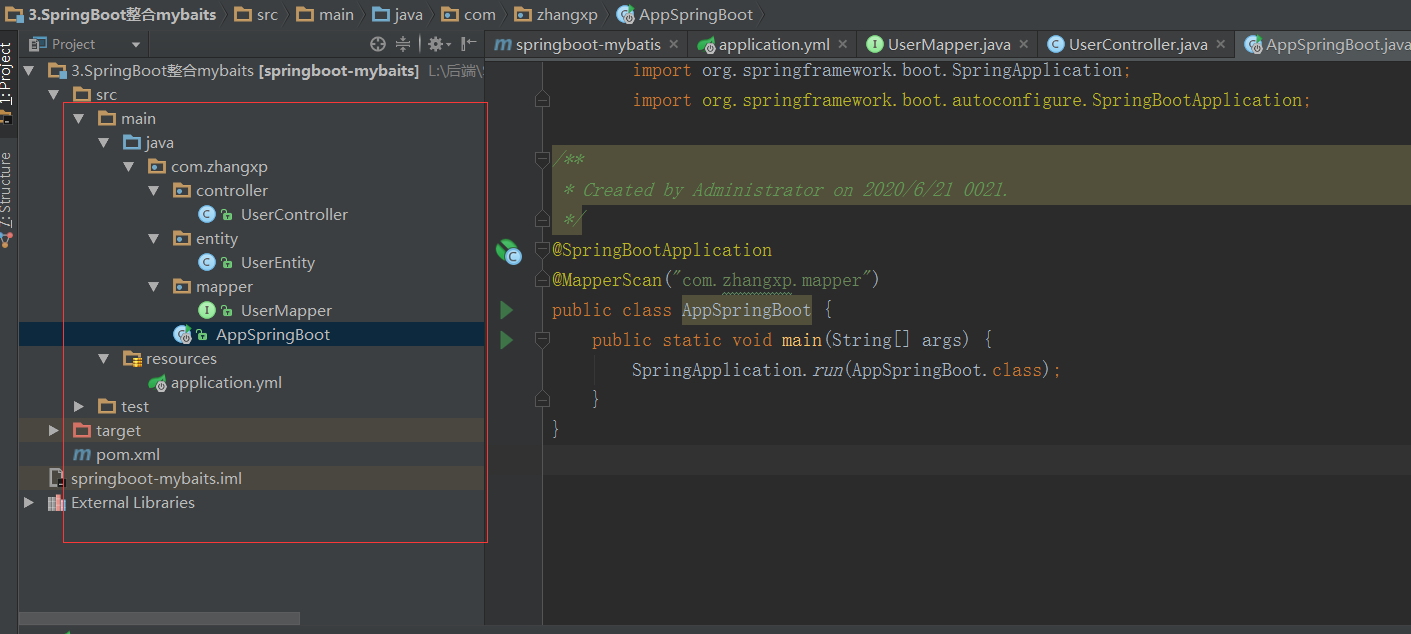 3.SpringBoot整合mybaits src main java com zhangxp AppSpringBoot
Project
springboot-mybatis application.yml UserMapper.java UserController.java AppSpringBoot.java
1: Project
7: Structure
3.SpringBoot整合mybaits [springboot-mybaits] L:\后端\
src
main
java
com.zhangxp
controller
UserController
entity
UserEntity
mapper
UserMapper
AppSpringBoot
resources
application.yml
test
target
pom.xml
springboot-mybaits.iml
External Libraries
import org.springframework.boot.SpringApplication;
import org.springframework.boot.autoconfigure.SpringBootApplication;
/**
* Created by Administrator on 2020/6/21 0021.
*/
@SpringBootApplication
@MapperScan("com.zhangxp.mapper")
public class AppSpringBoot {
public static void main(String[] args) {
SpringApplication.run(AppSpringBoot.class);
}
}